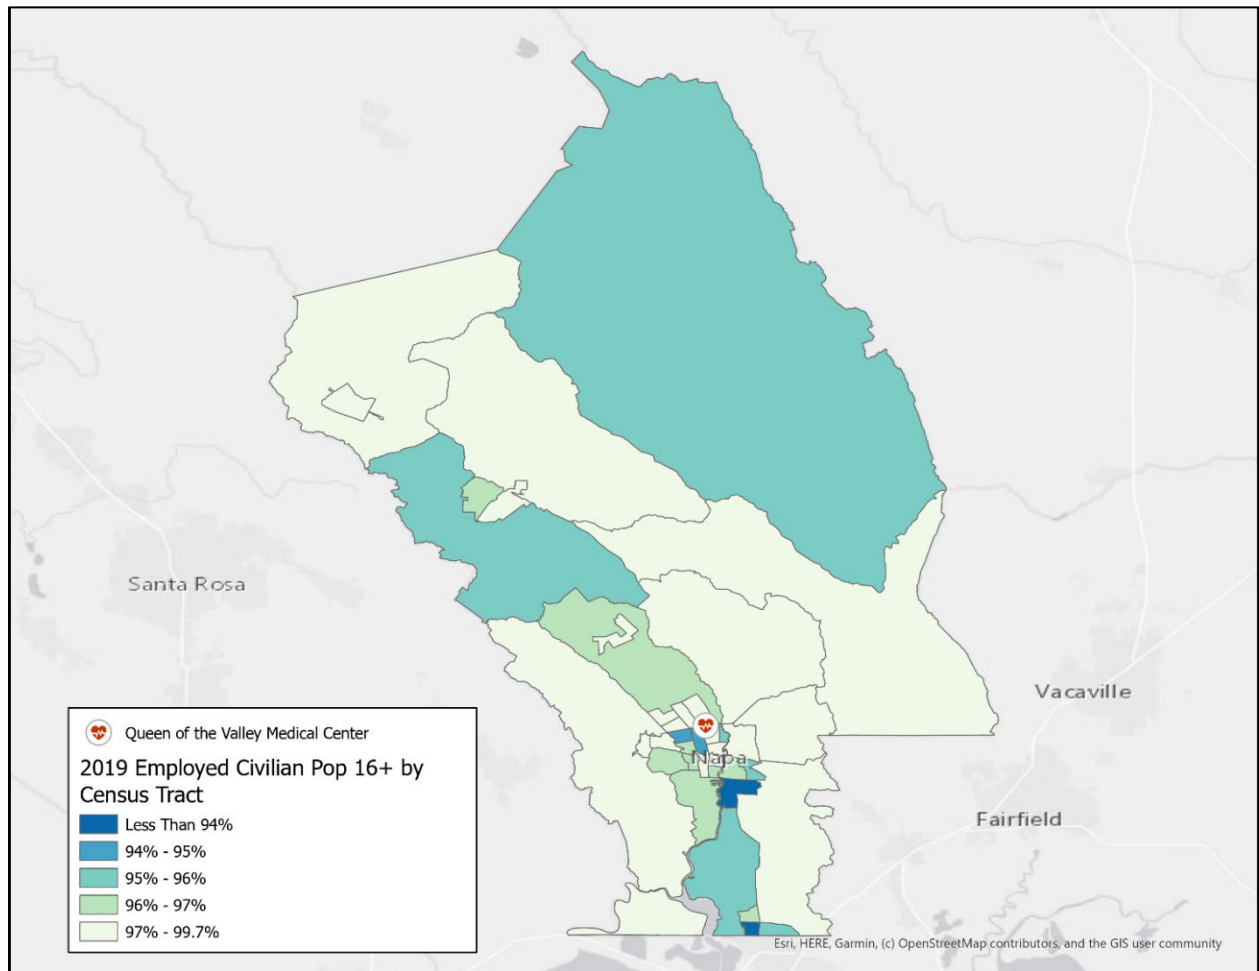 Santa Rosa
Vacaville
Napa
Fairfield
Queen of the Valley Medical Center
2019 Employed Civilian Pop 16+ by
Census Tract
Less Than 94%
94% - 95%
95% - 96%
96% - 97%
97% - 99.7%
Esri, HERE, Garmin, (c) OpenStreetMap contributors, and the GIS user community